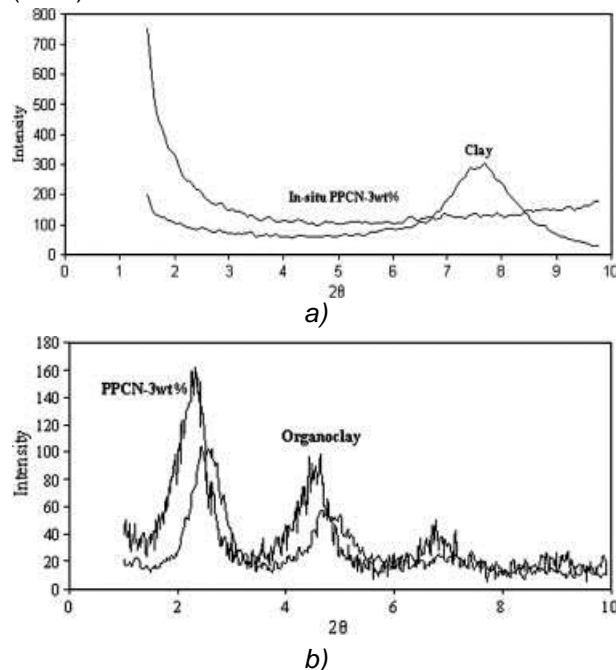 800
700
600
500
400
300
200
100
0
Intensity
Clay
In-situ PPCN-3wt%
0 1 2 3 4 5 6 7 8 9 10
2θ
a)
180
160
140
120
100
80
60
40
20
0
Intensity
PPCN-3wt%
Organoclay
0 2 4 6 8 10
2θ
b)